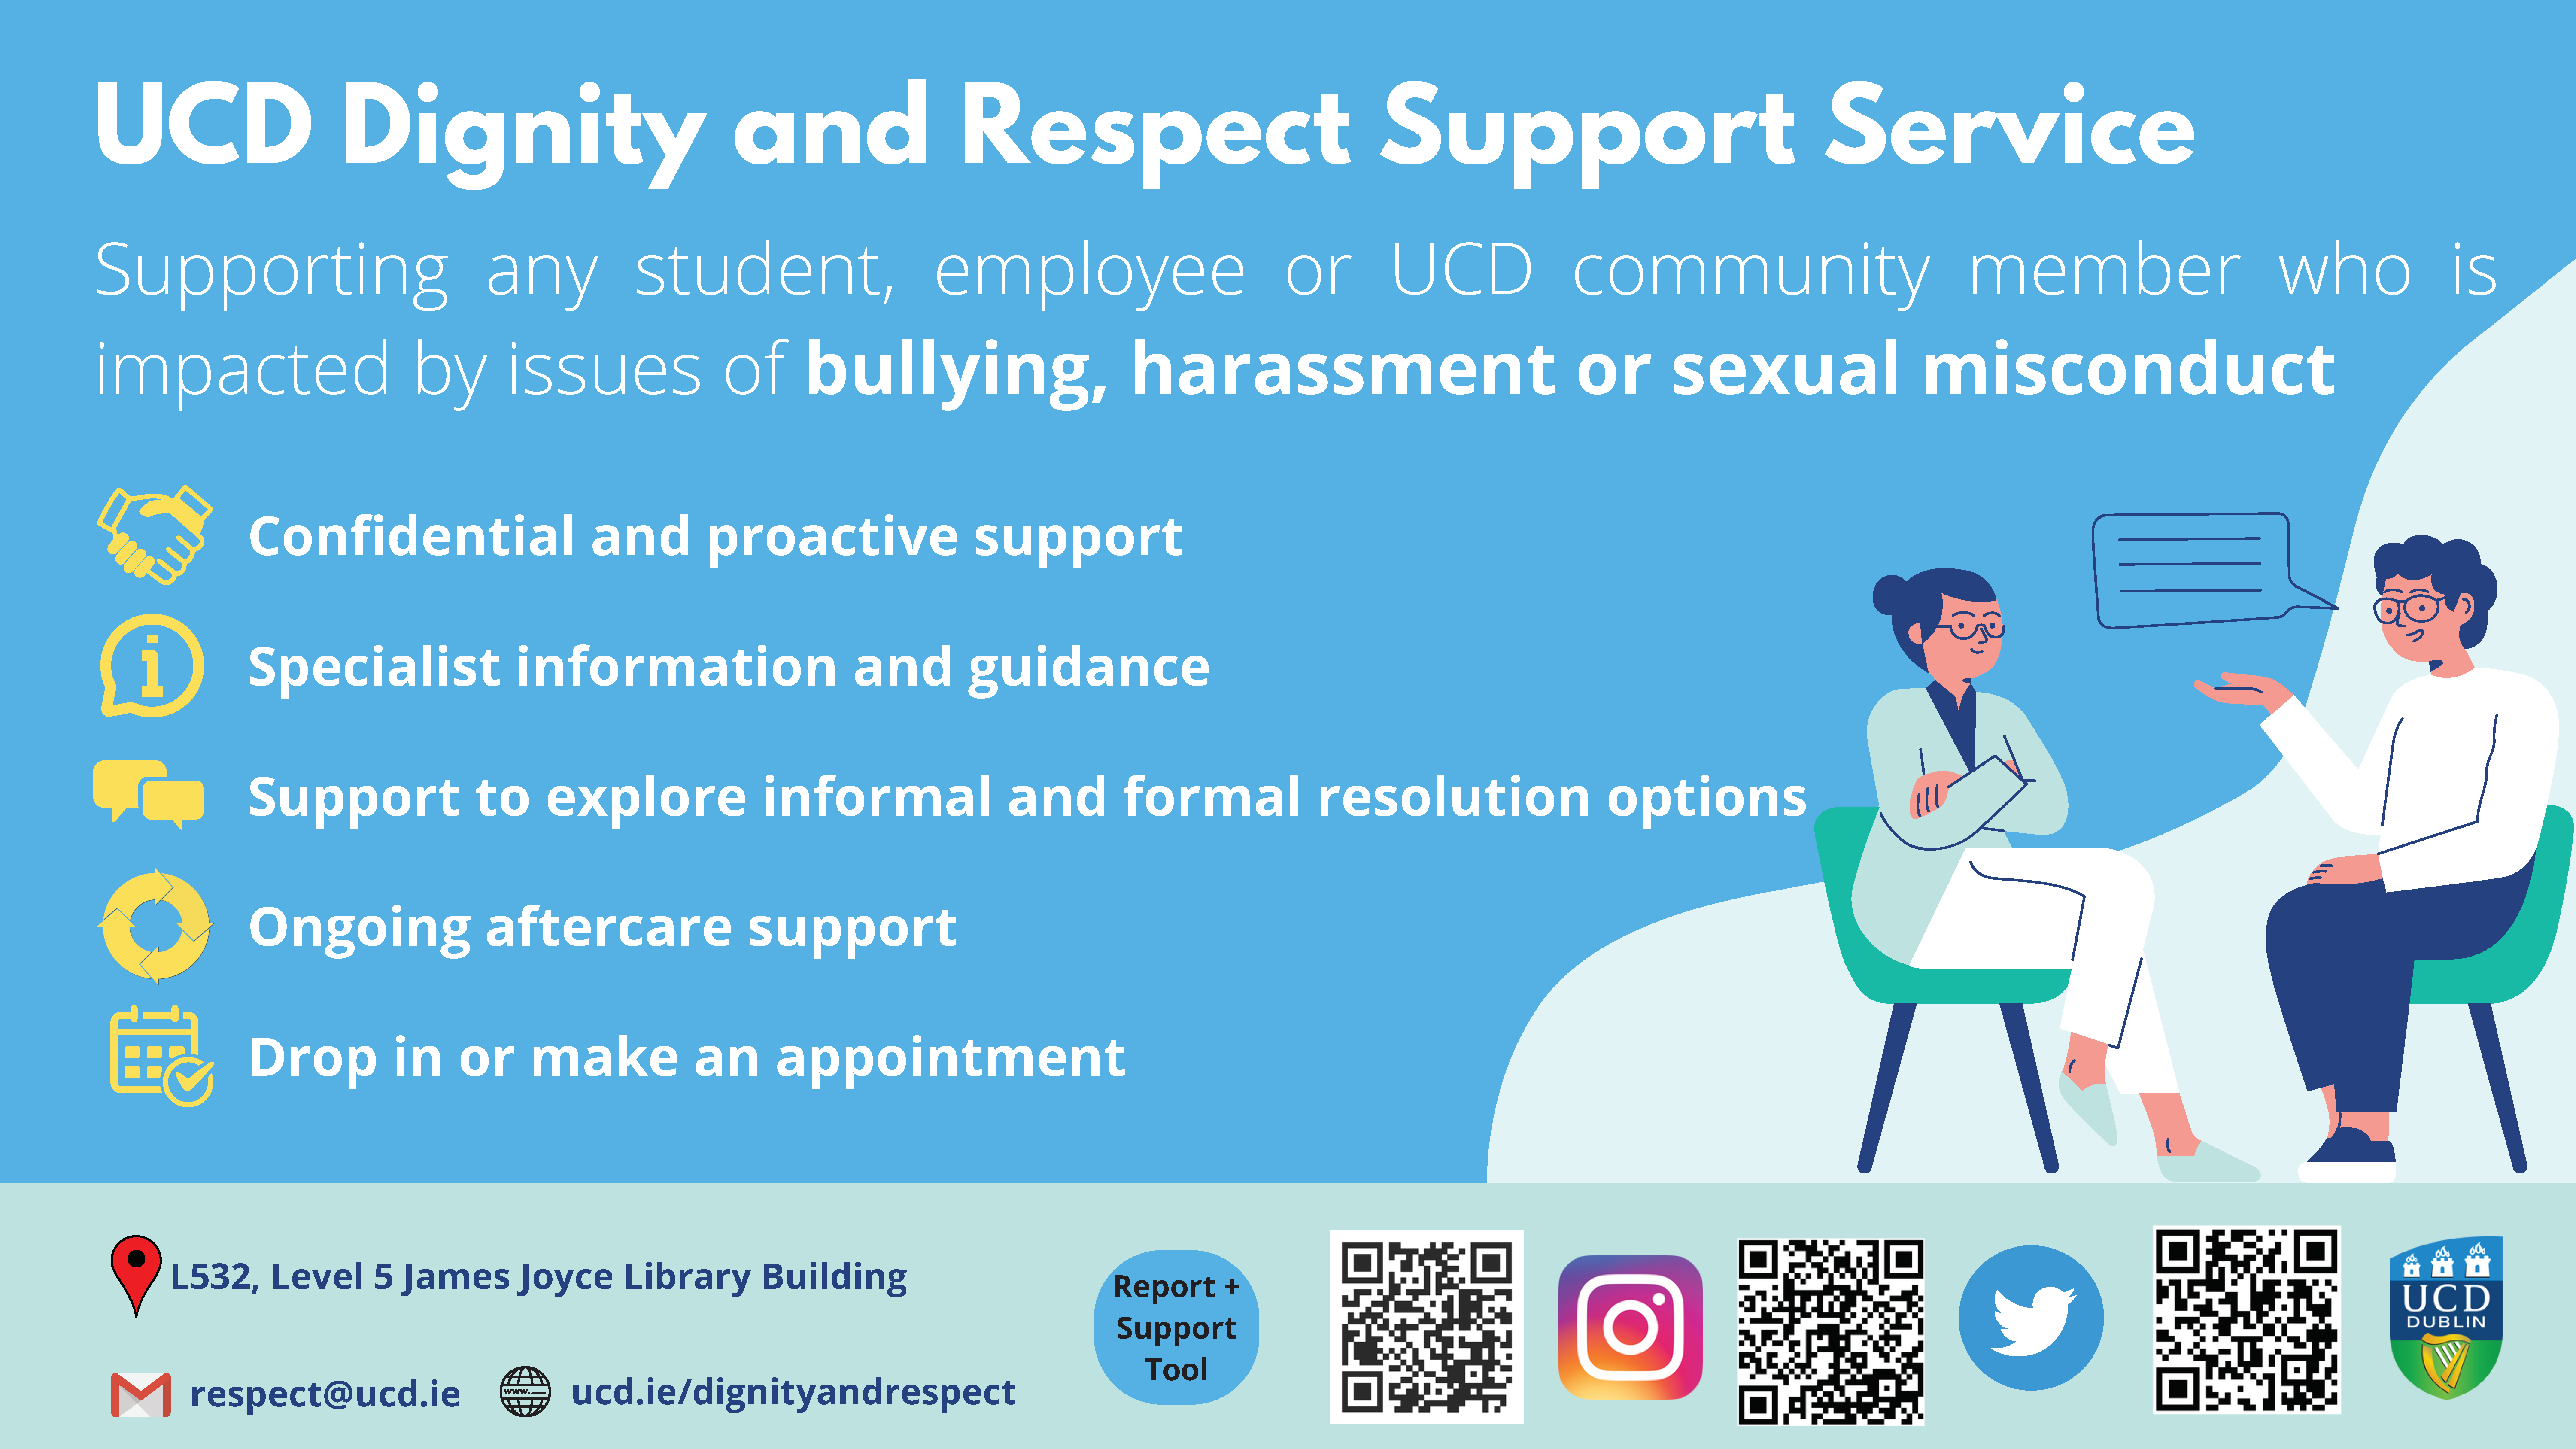 UCD Dignity and Respect Support Service
Supporting any student, employee or UCD community member who is
impacted by issues of bullying, harassment or sexual misconduct
Confidential and proactive support
Specialist information and guidance
Support to explore informal and formal resolution options
Ongoing aftercare support
Drop in or make an appointment
L532, Level 5 James Joyce Library Building
respect@ucd.ie
www.
ucd.ie/dignityandrespect
Report +
Support
Tool
UCD
DUBLIN